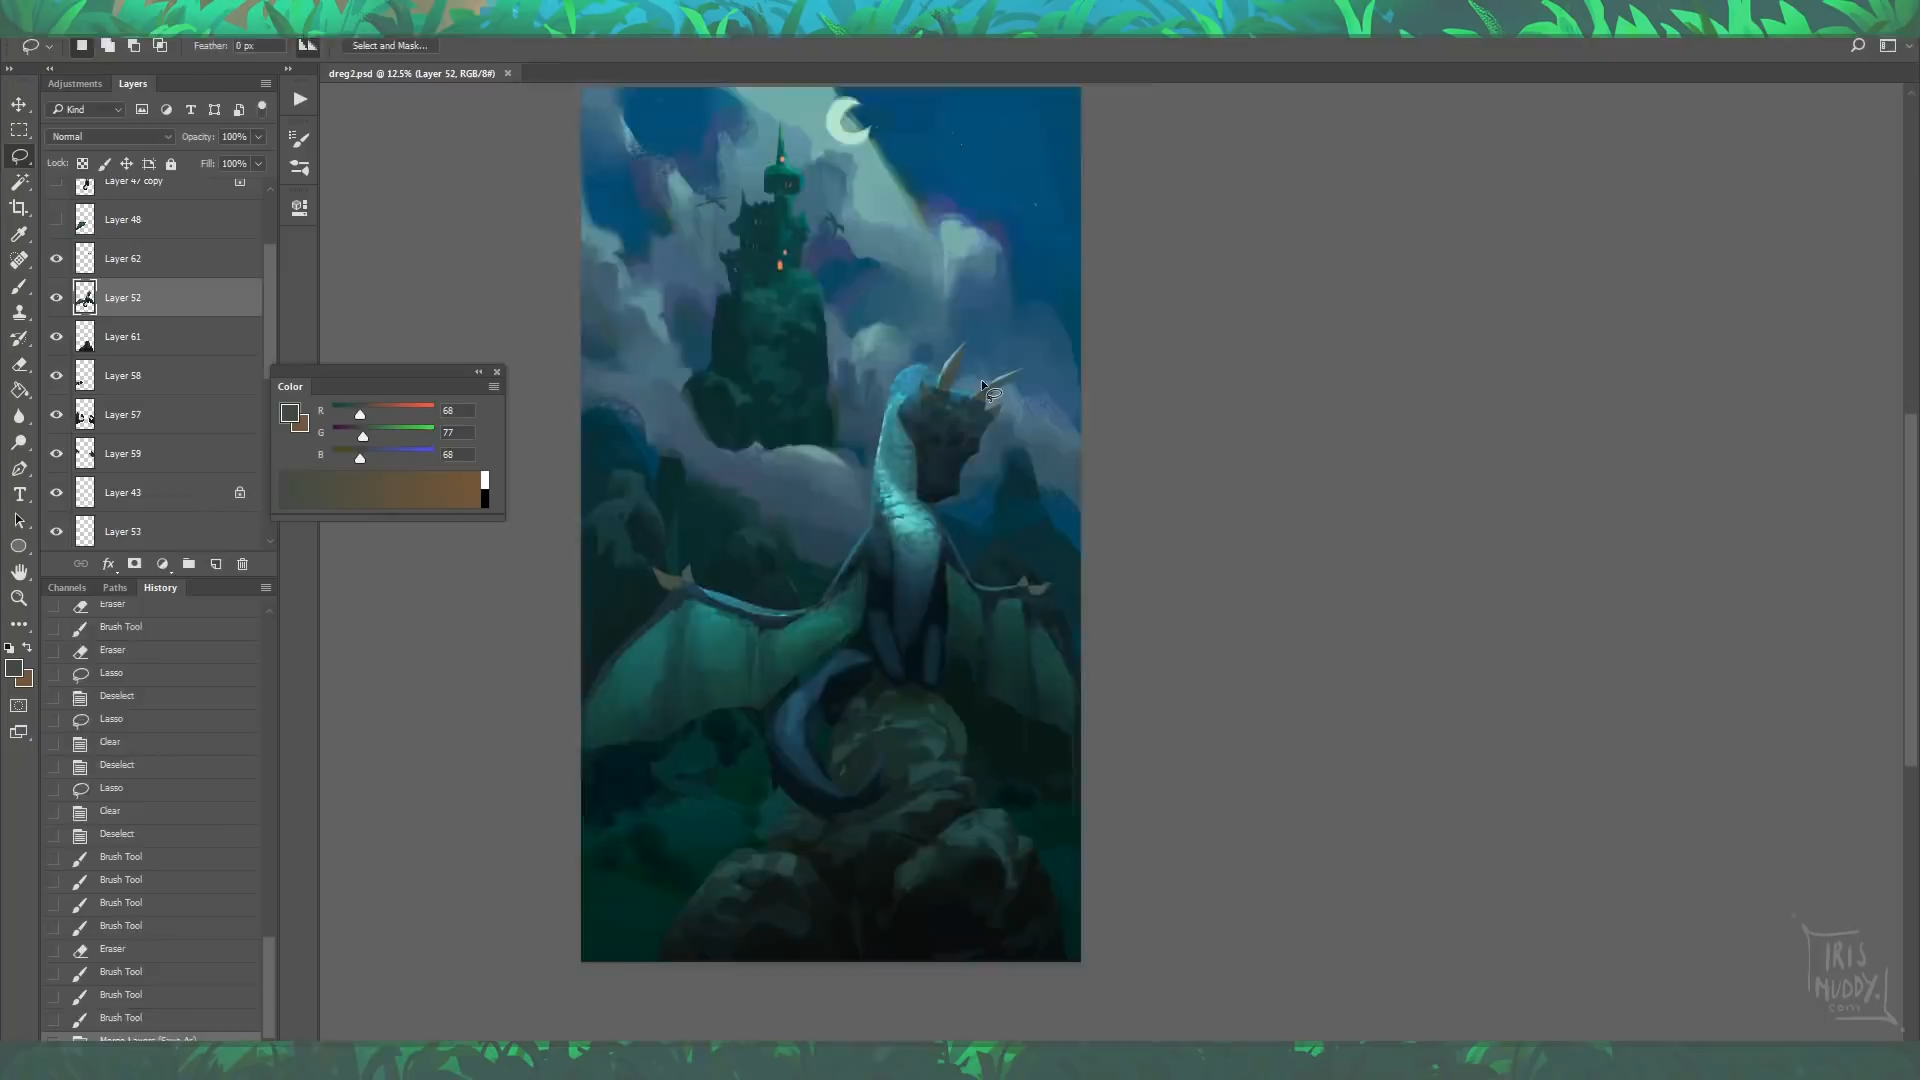 Feather: 0 px
Select and Mask...
dreg2.psd @ 12.5% (Layer 52, RGB/8#)
Adjustments Layers
Kind
Normal Opacity: 100%
Lock: Fill: 100%
Layer 47 copy
Layer 48
Layer 62
Layer 52
Layer 61
Layer 58
Layer 57
Layer 59
Layer 43
Layer 53
fx
Color
R 68
G 77
B 68
Channels Paths History
Eraser
Brush Tool
Eraser
Lasso
Deselect
Lasso
Clear
Deselect
Lasso
Clear
Deselect
Brush Tool
Brush Tool
Brush Tool
Brush Tool
Eraser
Brush Tool
Brush Tool
Brush Tool
IRIS
MUDDY.
com